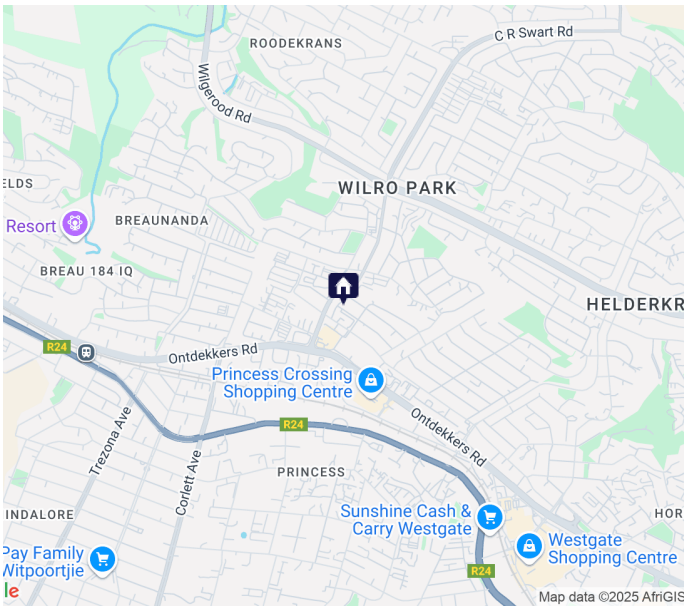 C R Swart Rd
ROODEKRANS
Wilgerood Rd
ELDS
WILRO PARK
Resort
BREAUNANDA
BREAU 184 IQ
HELDERKR
R24
Ontdekkers Rd
Princess Crossing
Shopping Centre
R24
Ontdekkers Rd
Trezona Ave
Corlett Ave
PRINCESS
INDALORE
Sunshine Cash &
Carry Westgate
HOR
Westgate
Shopping Centre
Pay Family
Witpoortjie
R24
le
Map data ©2025 AfriGIS